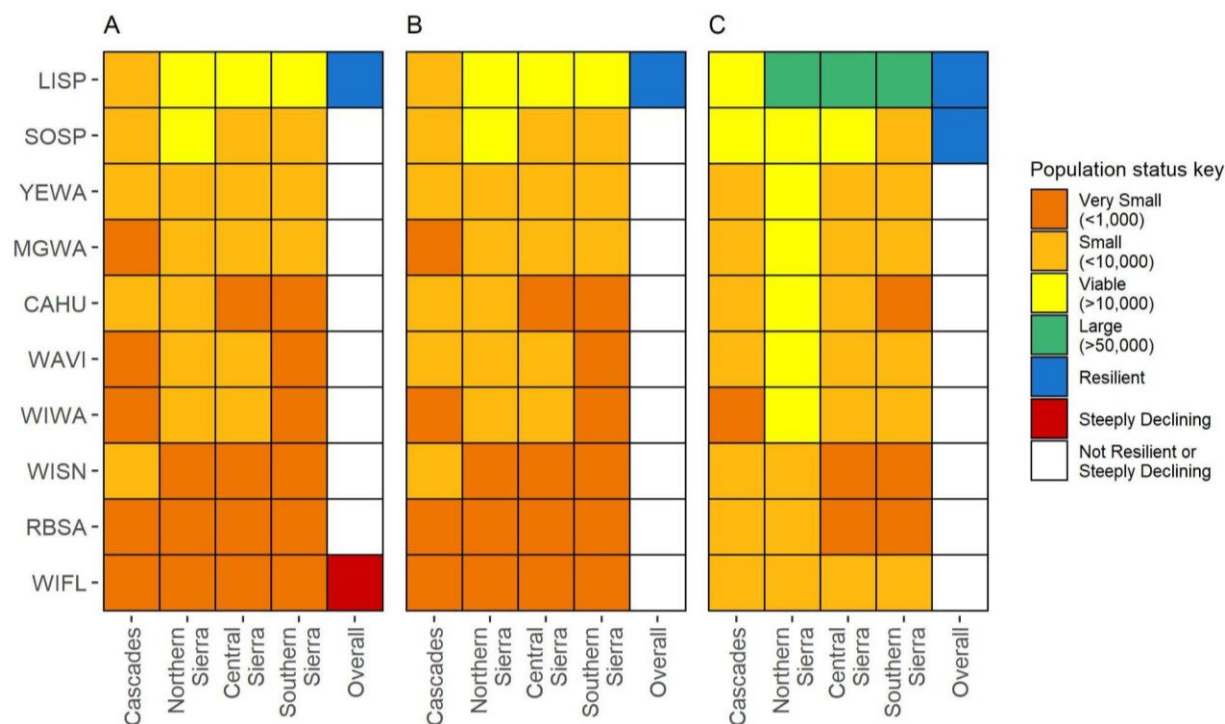 A
B
C
LISP
SOSP
YEWA
MGWA
CAHU
WAVI
WIWA
WISN
RBSA
WIFL
Cascades
Northern
Sierra
Central
Sierra
Southern
Sierra
Overall
Cascades
Northern
Sierra
Central
Sierra
Southern
Sierra
Overall
Cascades
Northern
Sierra
Central
Sierra
Southern
Sierra
Overall
Population status key
Very Small
(<1,000)
Small
(<10,000)
Viable
(>10,000)
Large
(>50,000)
Resilient
Steeply Declining
Not Resilient or
Steeply Declining